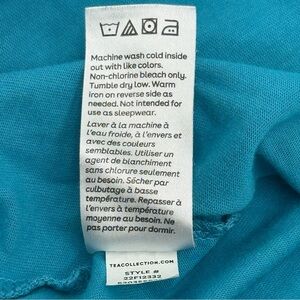 Machine wash cold inside
out with like colors.
Non-chlorine bleach only.
Tumble dry low. Warm
iron on reverse side as
needed. Not intended for
use as sleepwear.
Laver à la machine à
l'eau froide, à l'envers et
avec des couleurs
semblables. Utiliser un
agent de blanchiment
sans chlorure seulement
au besoin. Sécher par
culbutage à basse
température. Repasser à
l'envers à température
moyenne au besoin. Ne
pas porter pour dormir.
TEACOLLECTION.COM
STYLE #
22F12332